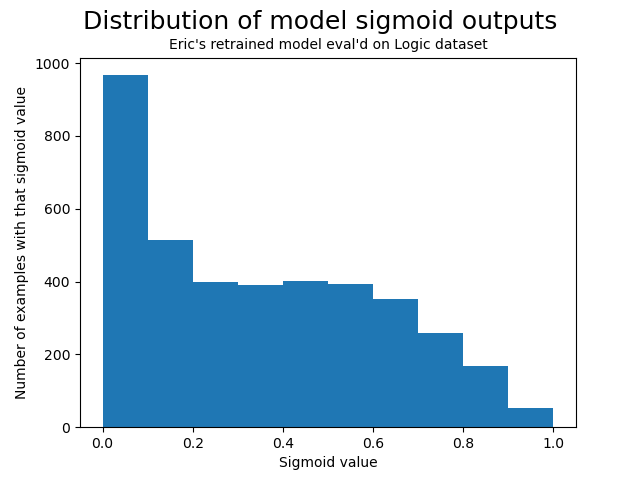 Distribution of model sigmoid outputs
Eric's retrained model eval'd on Logic dataset
Number of examples with that sigmoid value
1000
800
600
400
200
0
0.0 0.2 0.4 0.6 0.8 1.0
Sigmoid value